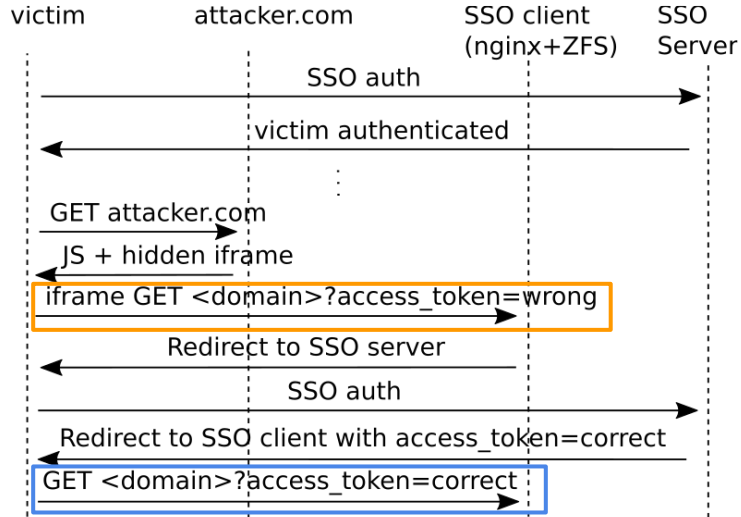 victim attacker.com SSO client SSO
(nginx+ZFS) Server
SSO auth
victim authenticated
GET attacker.com
JS + hidden iframe
iframe GET <domain>?access_token=wrong
Redirect to SSO server
SSO auth
Redirect to SSO client with access_token=correct
GET <domain>?access_token=correct